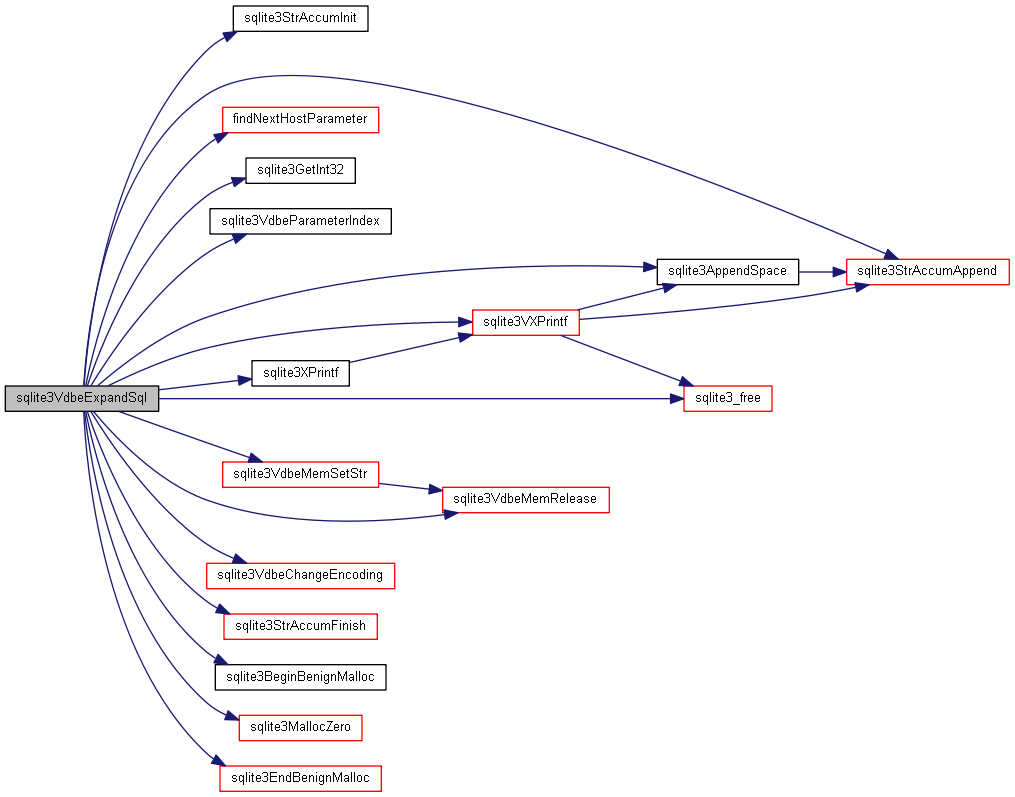 sqlite3StrAccumInit
findNextHostParameter
sqlite3GetInt32
sqlite3VdbeParameterIndex
sqlite3AppendSpace
sqlite3StrAccumAppend
sqlite3VXPrintf
sqlite3XPrintf
sqlite3VdbeExpandSql
sqlite3_free
sqlite3VdbeMemSetStr
sqlite3VdbeMemRelease
sqlite3VdbeChangeEncoding
sqlite3StrAccumFinish
sqlite3BeginBenignMalloc
sqlite3MallocZero
sqlite3EndBenignMalloc